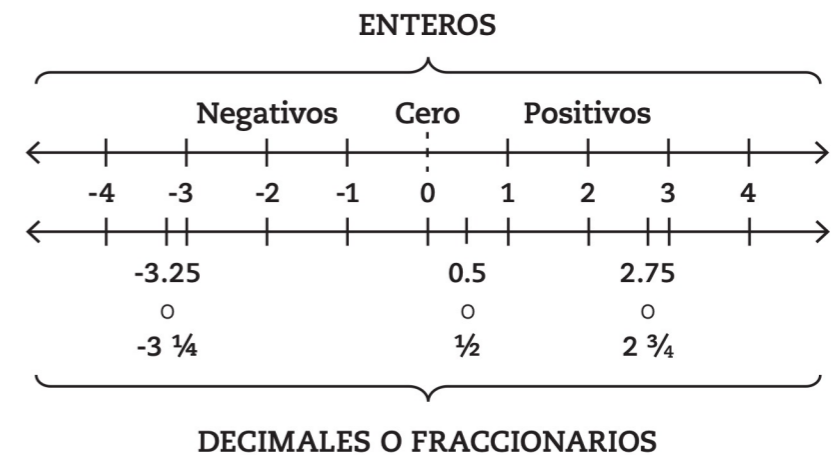 ENTEROS
Negativos Cero Positivos
-4 -3 -2 -1 0 1 2 3 4
-3.25 0.5 2.75
o o o
-3 ¼ ½ 2 ¾
DECIMALES O FRACCIONARIOS